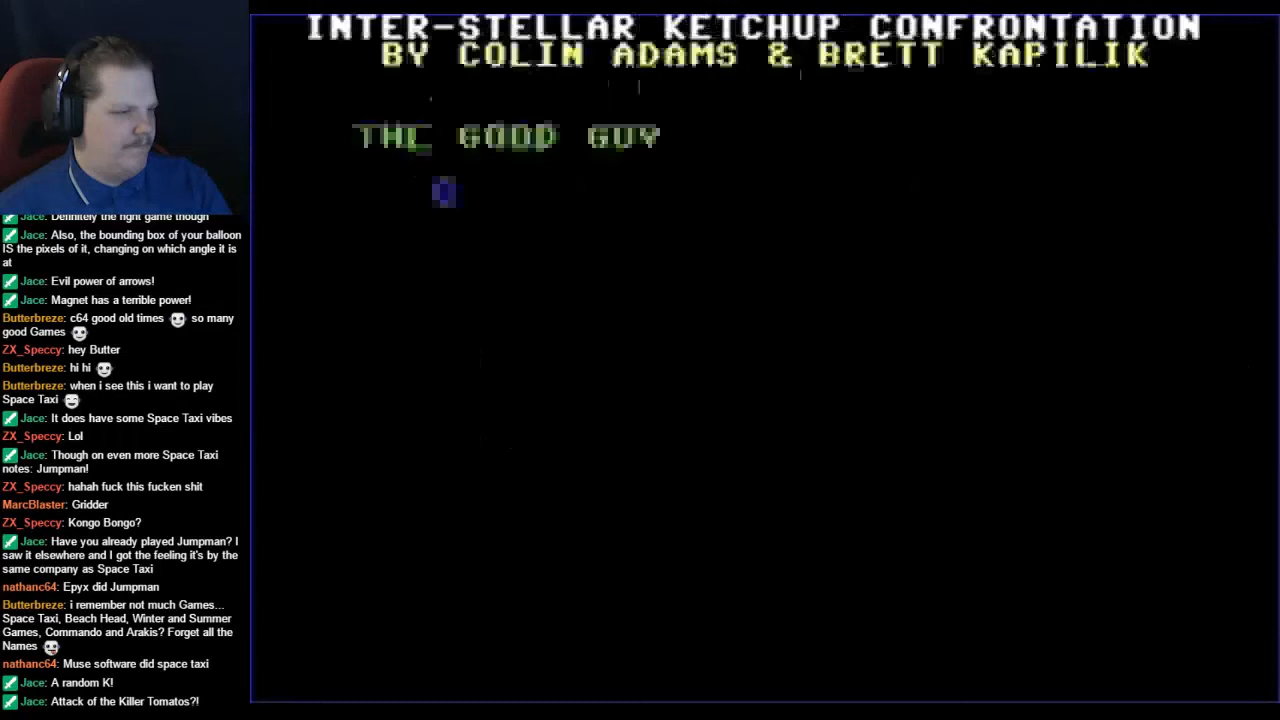 INTER-STELLAR KETCHUP CONFRONTATION
BY COLIN ADAMS & BRETT KAPILIK
THE GOOD GUY
Jace: Definitely the right game though
Jace: Also, the bounding box of your balloon
IS the pixels of it, changing on which angle it is
at
Jace: Evil power of arrows!
Jace: Magnet has a terrible power!
Butterbreze: c64 good old times so many
good Games
ZX_Speccy: hey Butter
Butterbreze: hi hi
Butterbreze: when i see this i want to play
Space Taxi
Jace: It does have some Space Taxi vibes
ZX_Speccy: Lol
Jace: Though on even more Space Taxi
notes: Jumpman!
ZX_Speccy: hahah fuck this fucken shit
MarcBlaster: Gridder
ZX_Speccy: Kongo Bongo?
Jace: Have you already played Jumpman? I
saw it elsewhere and I got the feeling it's by the
same company as Space Taxi
nathanc64: Epyx did Jumpman
Butterbreze: i remember not much Games...
Space Taxi, Beach Head, Winter and Summer
Games, Commando and Arakis? Forget all the
Names
nathanc64: Muse software did space taxi
Jace: A random K!
Jace: Attack of the Killer Tomatos?!